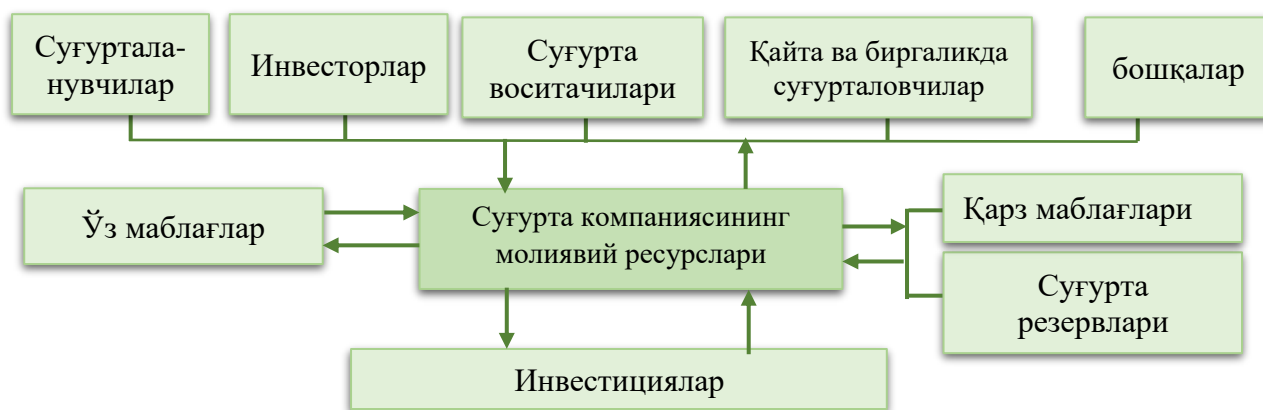 Суғуртала-
нувчилар
Инвесторлар
Суғурта
воситачилари
Қайта ва биргаликда
суғурталовчилар
бошқалар
Ўз маблағлар
Суғурта компаниясининг
молиявий ресурслари
Қарз маблағлари
Суғурта
резервлари
Инвестициялар